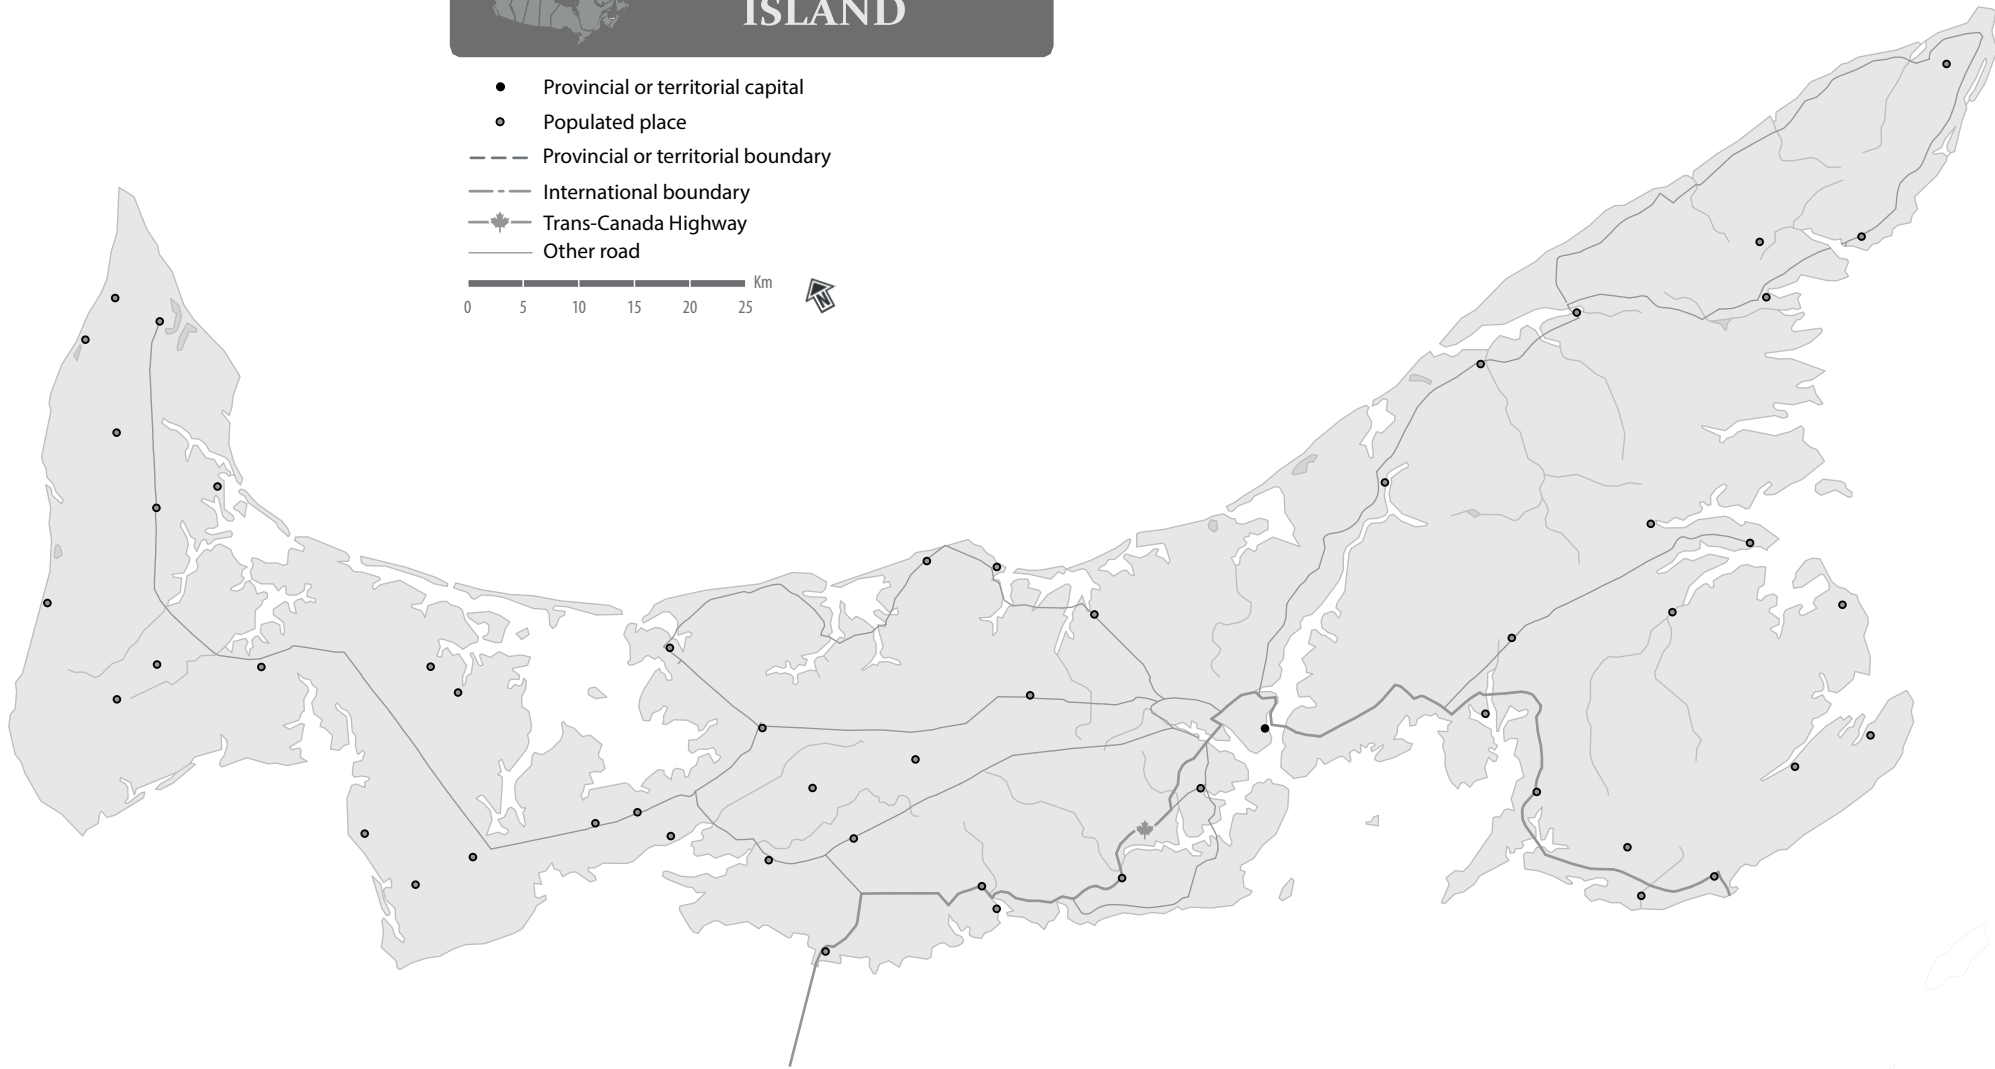 ISLAND
Provincial or territorial capital
Populated place
Provincial or territorial boundary
International boundary
Trans-Canada Highway
Other road
Km
0 5 10 15 20 25
N